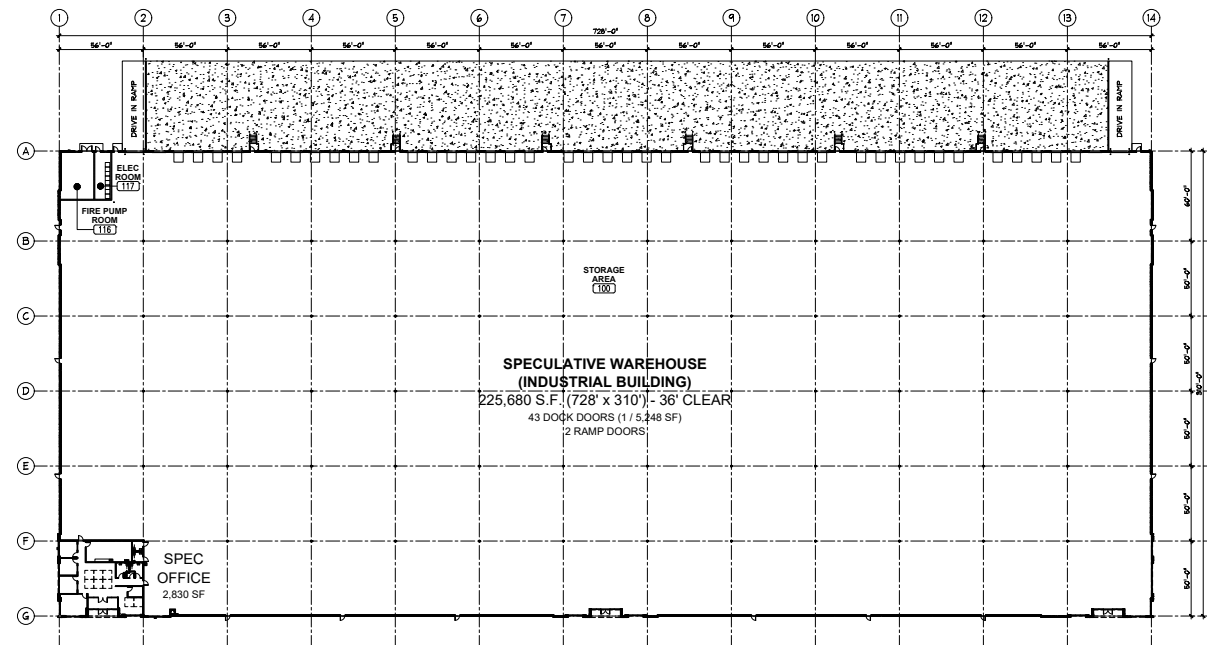 1 2 3 4 5 6 7 8 9 10 11 12 13 14
728'-0"
56'-0" 56'-0" 56'-0" 56'-0" 56'-0" 56'-0" 56'-0" 56'-0" 56'-0" 56'-0" 56'-0" 56'-0" 56'-0"
DRIVE IN RAMP
DRIVE IN RAMP
A
ELEC
ROOM
117
FIRE PUMP
ROOM
116
60'-0"
B
STORAGE
AREA
100
50'-0"
C
SPECULATIVE WAREHOUSE
(INDUSTRIAL BUILDING)
225,680 S.F. (728' x 310') - 36' CLEAR
43 DOCK DOORS (1 / 5,248 SF)
2 RAMP DOORS
50'-0"
310'-0"
D
50'-0"
E
50'-0"
F
SPEC
OFFICE
2,830 SF
50'-0"
G